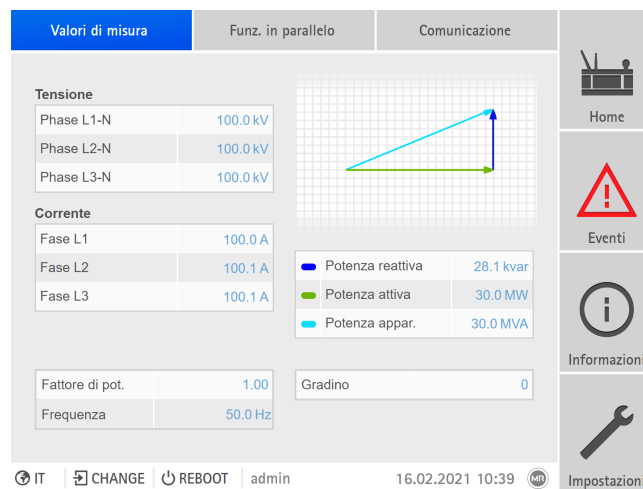 Valori di misura
Funz. in parallelo
Comunicazione
Tensione
Phase L1-N 100.0 kV
Phase L2-N 100.0 kV
Phase L3-N 100.0 kV
Corrente
Fase L1 100.0 A
Fase L2 100.1 A
Fase L3 100.1 A
Potenza reattiva 28.1 kvar
Potenza attiva 30.0 MW
Potenza appar. 30.0 MVA
Fattore di pot. 1.00
Frequenza 50.0 Hz
Gradino 0
Home
Eventi
Informazioni
Impostazioni
IT CHANGE REBOOT admin 16.02.2021 10:39 MR